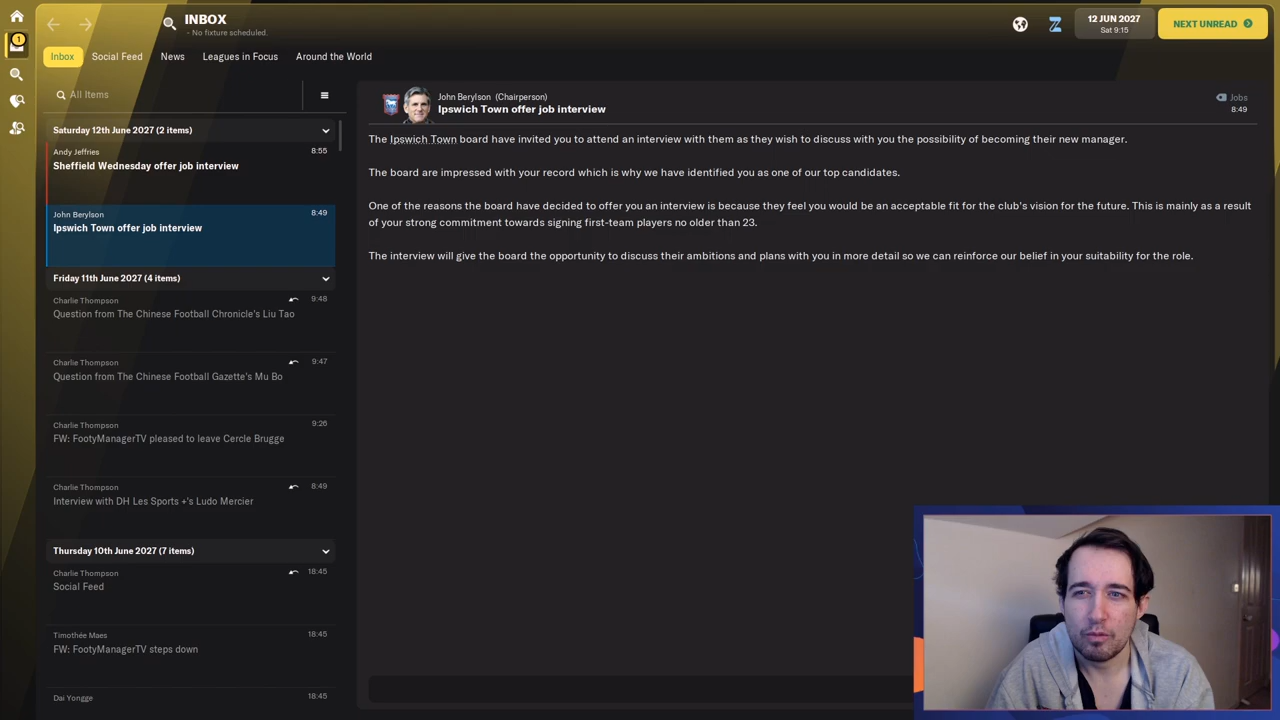 1
INBOX
- No fixture scheduled.
12 JUN 2027
Sat 9:15
NEXT UNREAD
Inbox
Social Feed
News
Leagues in Focus
Around the World
All Items
Saturday 12th June 2027 (2 items)
Andy Jeffries
8:55
Sheffield Wednesday offer job interview
John Berylson
8:49
Ipswich Town offer job interview
Friday 11th June 2027 (4 items)
Charlie Thompson
9:48
Question from The Chinese Football Chronicle's Liu Tao
Charlie Thompson
9:47
Question from The Chinese Football Gazette's Mu Bo
Charlie Thompson
9:26
FW: FootyManagerTV pleased to leave Cercle Brugge
Charlie Thompson
8:49
Interview with DH Les Sports +'s Ludo Mercier
Thursday 10th June 2027 (7 items)
Charlie Thompson
18:45
Social Feed
Timothée Maes
18:45
FW: FootyManagerTV steps down
Dai Yongge
18:45
John Berylson (Chairperson)
Ipswich Town offer job interview
Jobs
8:49
The Ipswich Town board have invited you to attend an interview with them as they wish to discuss with you the possibility of becoming their new manager.
The board are impressed with your record which is why we have identified you as one of our top candidates.
One of the reasons the board have decided to offer you an interview is because they feel you would be an acceptable fit for the club's vision for the future. This is mainly as a result
of your strong commitment towards signing first-team players no older than 23.
The interview will give the board the opportunity to discuss their ambitions and plans with you in more detail so we can reinforce our belief in your suitability for the role.